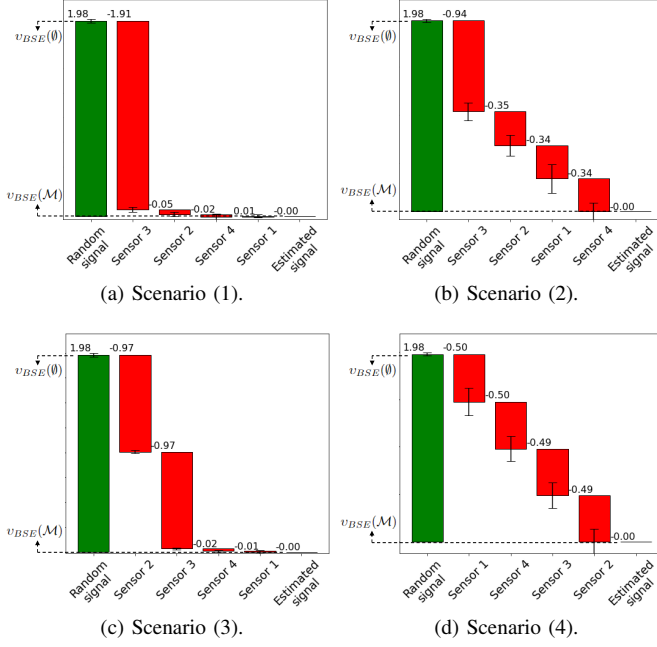 1.98 -1.91
v_BSE(∅)
v_BSE(M)
-0.05 -0.02 0.01 -0.00
Random signal Sensor 3 Sensor 2 Sensor 4 Sensor 1 Estimated signal
(a) Scenario (1).
1.98 -0.94
v_BSE(∅)
-0.35
-0.34
-0.34
v_BSE(M)
-0.00
Random signal Sensor 3 Sensor 2 Sensor 1 Sensor 4 Estimated signal
(b) Scenario (2).
1.98 -0.97
v_BSE(∅)
-0.97
v_BSE(M)
-0.02 -0.01 -0.00
Random signal Sensor 2 Sensor 3 Sensor 4 Sensor 1 Estimated signal
(c) Scenario (3).
1.98 -0.50
v_BSE(∅)
-0.50
-0.49
-0.49
v_BSE(M)
-0.00
Random signal Sensor 1 Sensor 4 Sensor 3 Sensor 2 Estimated signal
(d) Scenario (4).